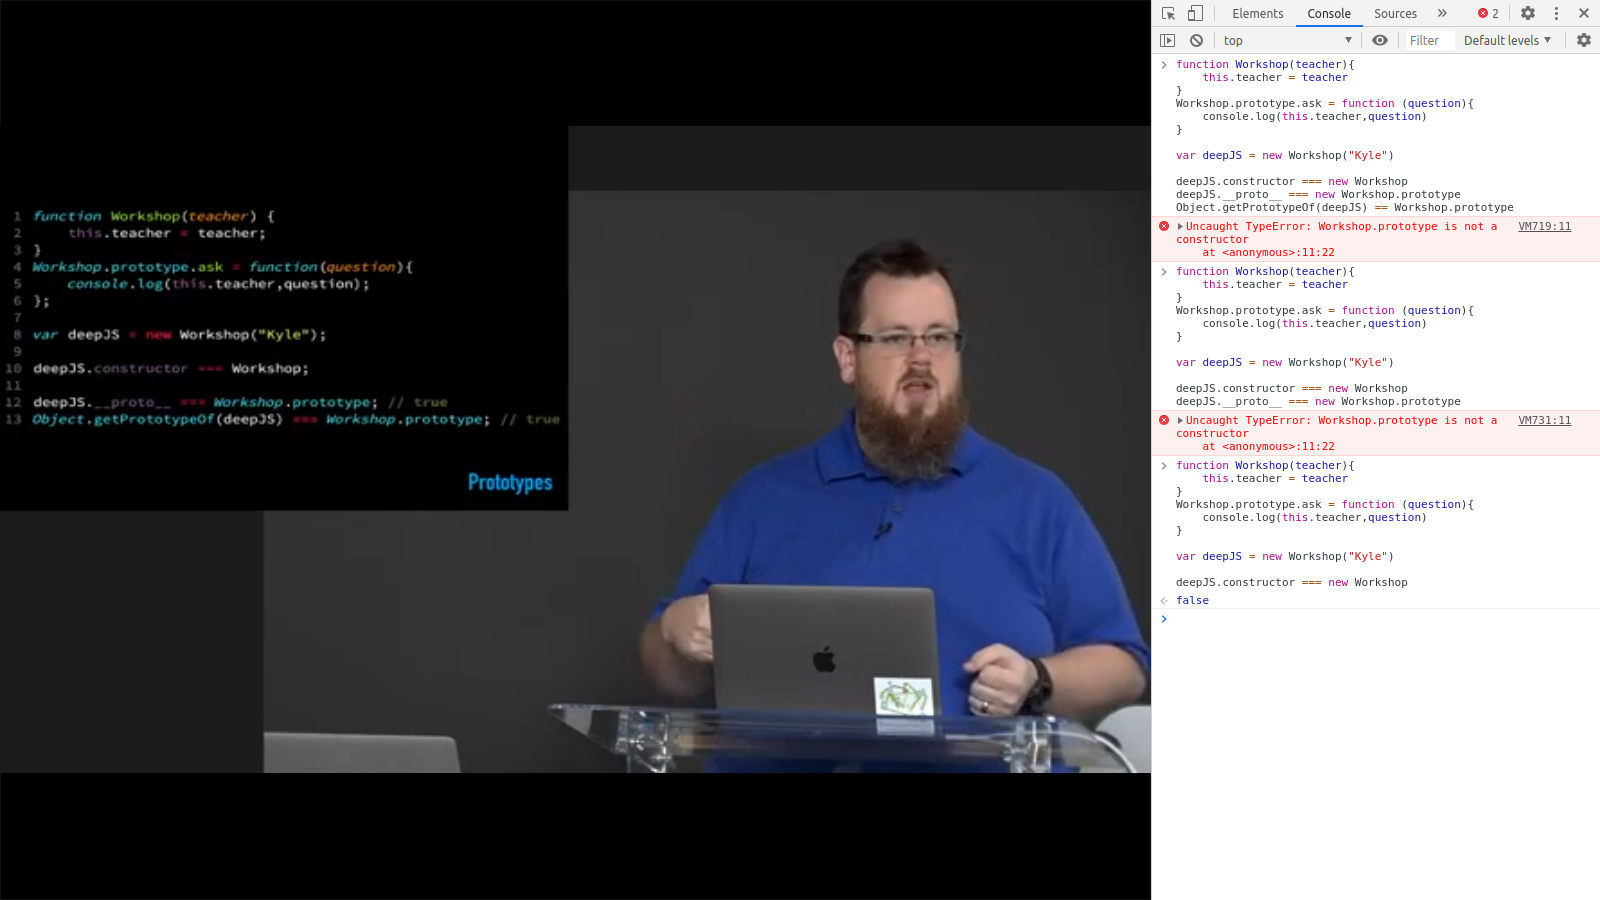 1 function Workshop(teacher) {
2 this.teacher = teacher;
3 }
4 Workshop.prototype.ask = function(question){
5 console.log(this.teacher,question);
6 };
7
8 var deepJS = new Workshop("Kyle");
9
10 deepJS.constructor === Workshop;
11
12 deepJS.__proto__ === Workshop.prototype; // true
13 Object.getPrototypeOf(deepJS) === Workshop.prototype; // true
Prototypes
Elements Console Sources » 2
top Filter Default levels
function Workshop(teacher){
this.teacher = teacher
}
Workshop.prototype.ask = function (question){
console.log(this.teacher,question)
}
var deepJS = new Workshop("Kyle")
deepJS.constructor === new Workshop
deepJS.__proto__ === new Workshop.prototype
Object.getPrototypeOf(deepJS) == Workshop.prototype
Uncaught TypeError: Workshop.prototype is not a VM719:11
constructor
at <anonymous>:11:22
function Workshop(teacher){
this.teacher = teacher
}
Workshop.prototype.ask = function (question){
console.log(this.teacher,question)
}
var deepJS = new Workshop("Kyle")
deepJS.constructor === new Workshop
deepJS.__proto__ === new Workshop.prototype
Uncaught TypeError: Workshop.prototype is not a VM731:11
constructor
at <anonymous>:11:22
function Workshop(teacher){
this.teacher = teacher
}
Workshop.prototype.ask = function (question){
console.log(this.teacher,question)
}
var deepJS = new Workshop("Kyle")
deepJS.constructor === new Workshop
false